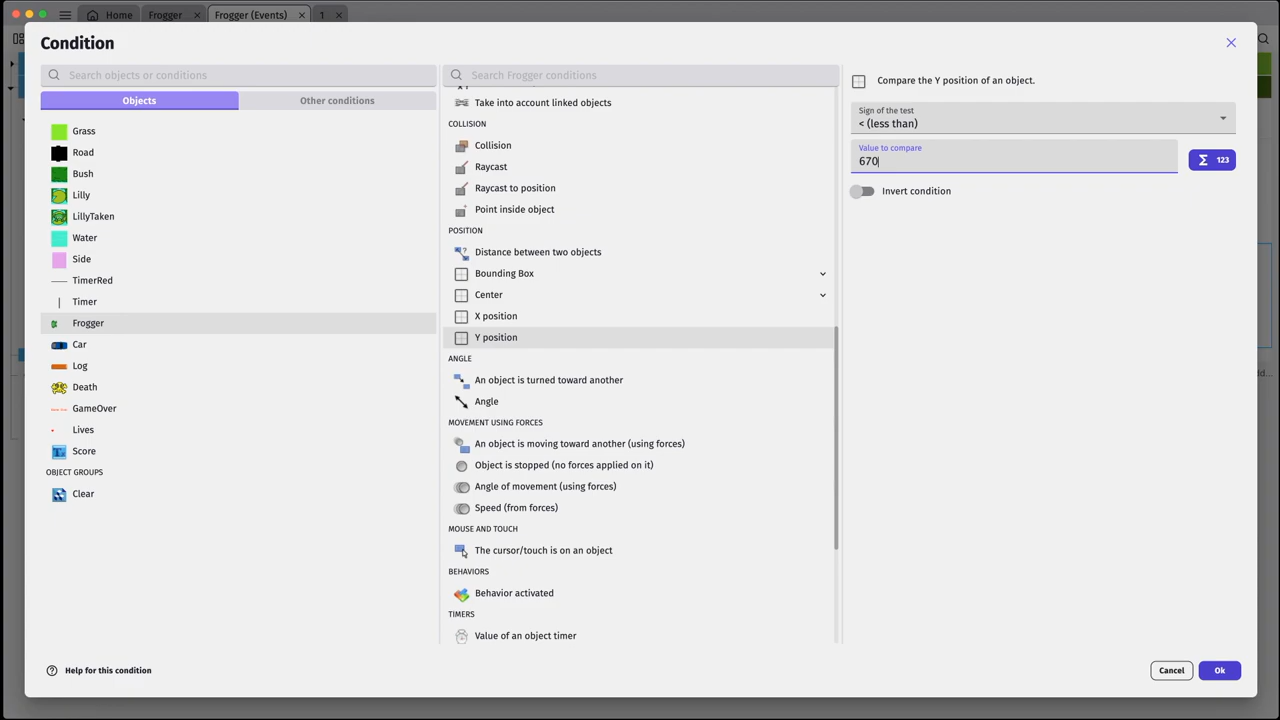 Home
Frogger
Frogger (Events)
1
Condition
Search objects or conditions
Objects
Other conditions
Grass
Road
Bush
Lilly
LillyTaken
Water
Side
TimerRed
Timer
Frogger
Car
Log
Death
GameOver
Lives
Score
OBJECT GROUPS
Clear
Search Frogger conditions
Take into account linked objects
COLLISION
Collision
Raycast
Raycast to position
Point inside object
POSITION
Distance between two objects
Bounding Box
Center
X position
Y position
ANGLE
An object is turned toward another
Angle
MOVEMENT USING FORCES
An object is moving toward another (using forces)
Object is stopped (no forces applied on it)
Angle of movement (using forces)
Speed (from forces)
MOUSE AND TOUCH
The cursor/touch is on an object
BEHAVIORS
Behavior activated
TIMERS
Value of an object timer
Compare the Y position of an object.
Sign of the test
< (less than)
Value to compare
670
Σ 123
Invert condition
Help for this condition
Cancel
Ok